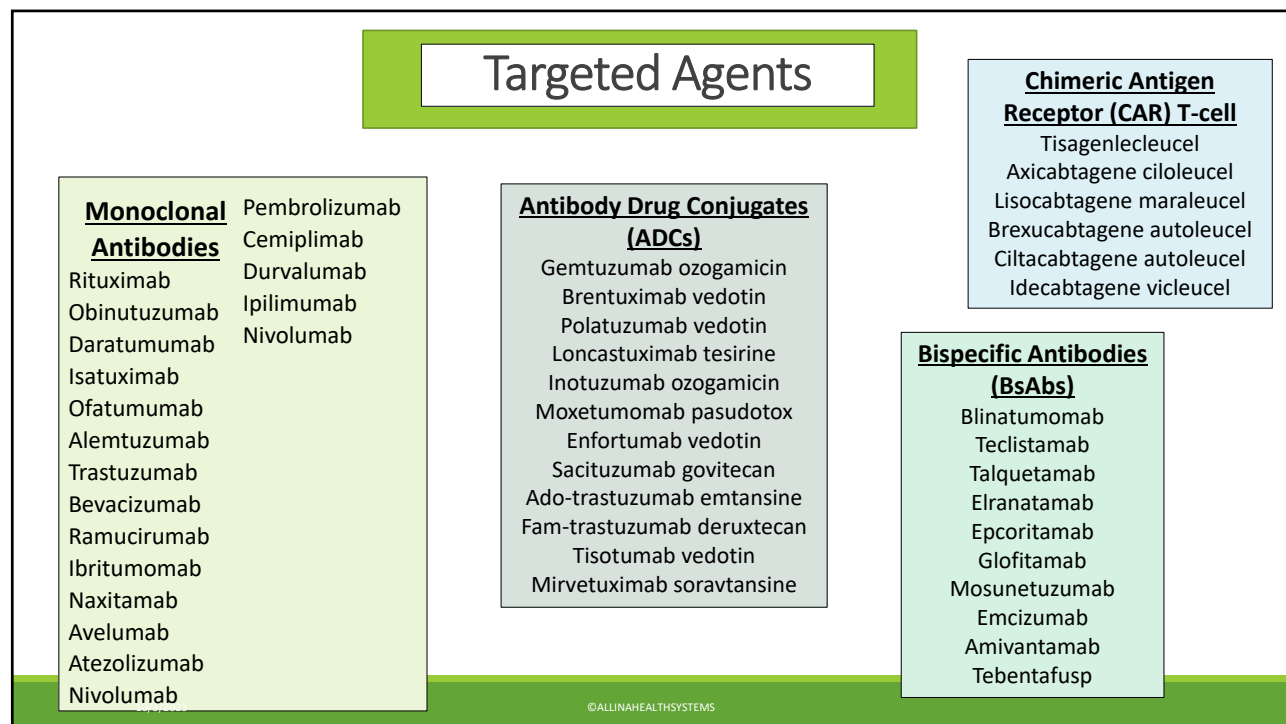 Targeted Agents
Monoclonal
Antibodies
Rituximab
Obinutuzumab
Daratumumab
Isatuximab
Ofatumumab
Alemtuzumab
Trastuzumab
Bevacizumab
Ramucirumab
Ibritumomab
Naxitamab
Avelumab
Atezolizumab
Nivolumab
Pembrolizumab
Cemiplimab
Durvalumab
Ipilimumab
Nivolumab
Antibody Drug Conjugates
(ADCs)
Gemtuzumab ozogamicin
Brentuximab vedotin
Polatuzumab vedotin
Loncastuximab tesirine
Inotuzumab ozogamicin
Moxetumomab pasudotox
Enfortumab vedotin
Sacituzumab govitecan
Ado-trastuzumab emtansine
Fam-trastuzumab deruxtecan
Tisotumab vedotin
Mirvetuximab soravtansine
Chimeric Antigen
Receptor (CAR) T-cell
Tisagenlecleucel
Axicabtagene ciloleucel
Lisocabtagene maraleucel
Brexucabtagene autoleucel
Ciltacabtagene autoleucel
Idecabtagene vicleucel
Bispecific Antibodies
(BsAbs)
Blinatumomab
Teclistamab
Talquetamab
Elranatamab
Epcoritamab
Glofitamab
Mosunetuzumab
Emcizumab
Amivantamab
Tebentafusp
©ALLINAHEALTHSYSTEMS